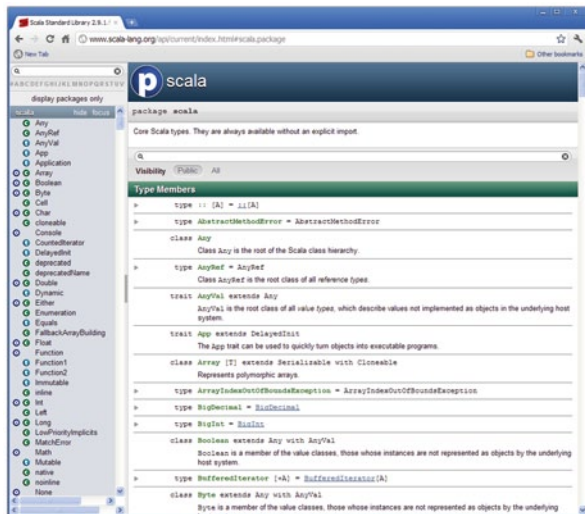 Scala Standard Library 2.9.1.
www.scala-lang.org/api/current/index.html#scala.package
New Tab
Other bookmarks
#ABCDEFGHIJKLMNOPQRSTUV
display packages only
scala hide focus
Any
AnyRef
AnyVal
App
Application
Array
Boolean
Byte
Cell
Char
cloneable
Console
CountedIterator
DelayedInit
deprecated
deprecatedName
Double
Dynamic
Either
Enumeration
Equals
FallbackArrayBuilding
Float
Function
Function1
Function2
Immutable
inline
Int
Left
Long
LowPriorityImplicits
MatchError
Math
Mutable
native
noinline
None
p scala
package scala
Core Scala types. They are always available without an explicit import.
Visibility Public All
Type Members
type :: [A] = ::[A]
type AbstractMethodError = AbstractMethodError
class Any
Class Any is the root of the Scala class hierarchy.
type AnyRef = AnyRef
Class AnyRef is the root class of all reference types.
trait AnyVal extends Any
AnyVal is the root class of all value types, which describe values not implemented as objects in the underlying host
system.
trait App extends DelayedInit
The App trait can be used to quickly turn objects into executable programs.
class Array [T] extends Serializable with Cloneable
Represents polymorphic arrays.
type ArrayIndexOutOfBoundsException = ArrayIndexOutOfBoundsException
type BigDecimal = BigDecimal
type BigInt = BigInt
class Boolean extends Any with AnyVal
Boolean is a member of the value classes, those whose instances are not represented as objects by the underlying
host system.
type BufferedIterator [+A] = BufferedIterator[A]
class Byte extends Any with AnyVal
Byte is a member of the value classes, those whose instances are not represented as objects by the underlying